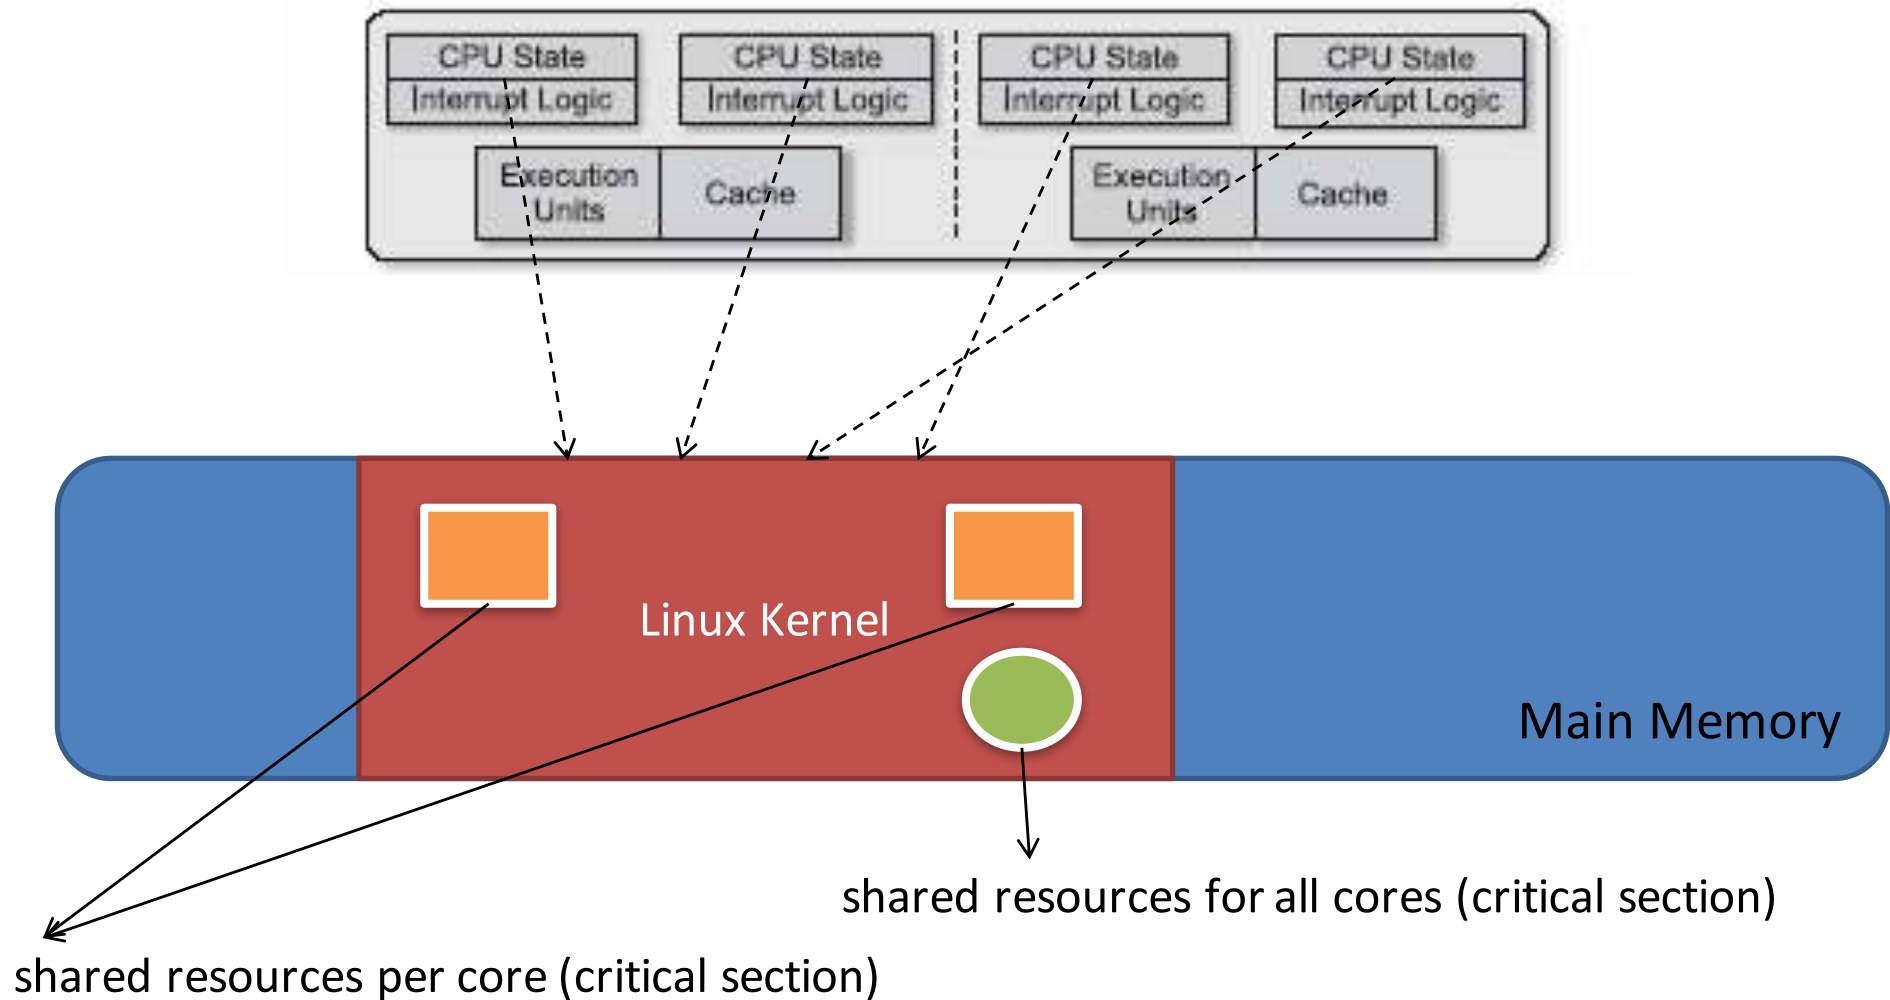 CPU State
Interrupt Logic
CPU State
Interrupt Logic
CPU State
Interrupt Logic
CPU State
Interrupt Logic
Execution
Units
Cache
Execution
Units
Cache
Linux Kernel
Main Memory
shared resources for all cores (critical section)
shared resources per core (critical section)